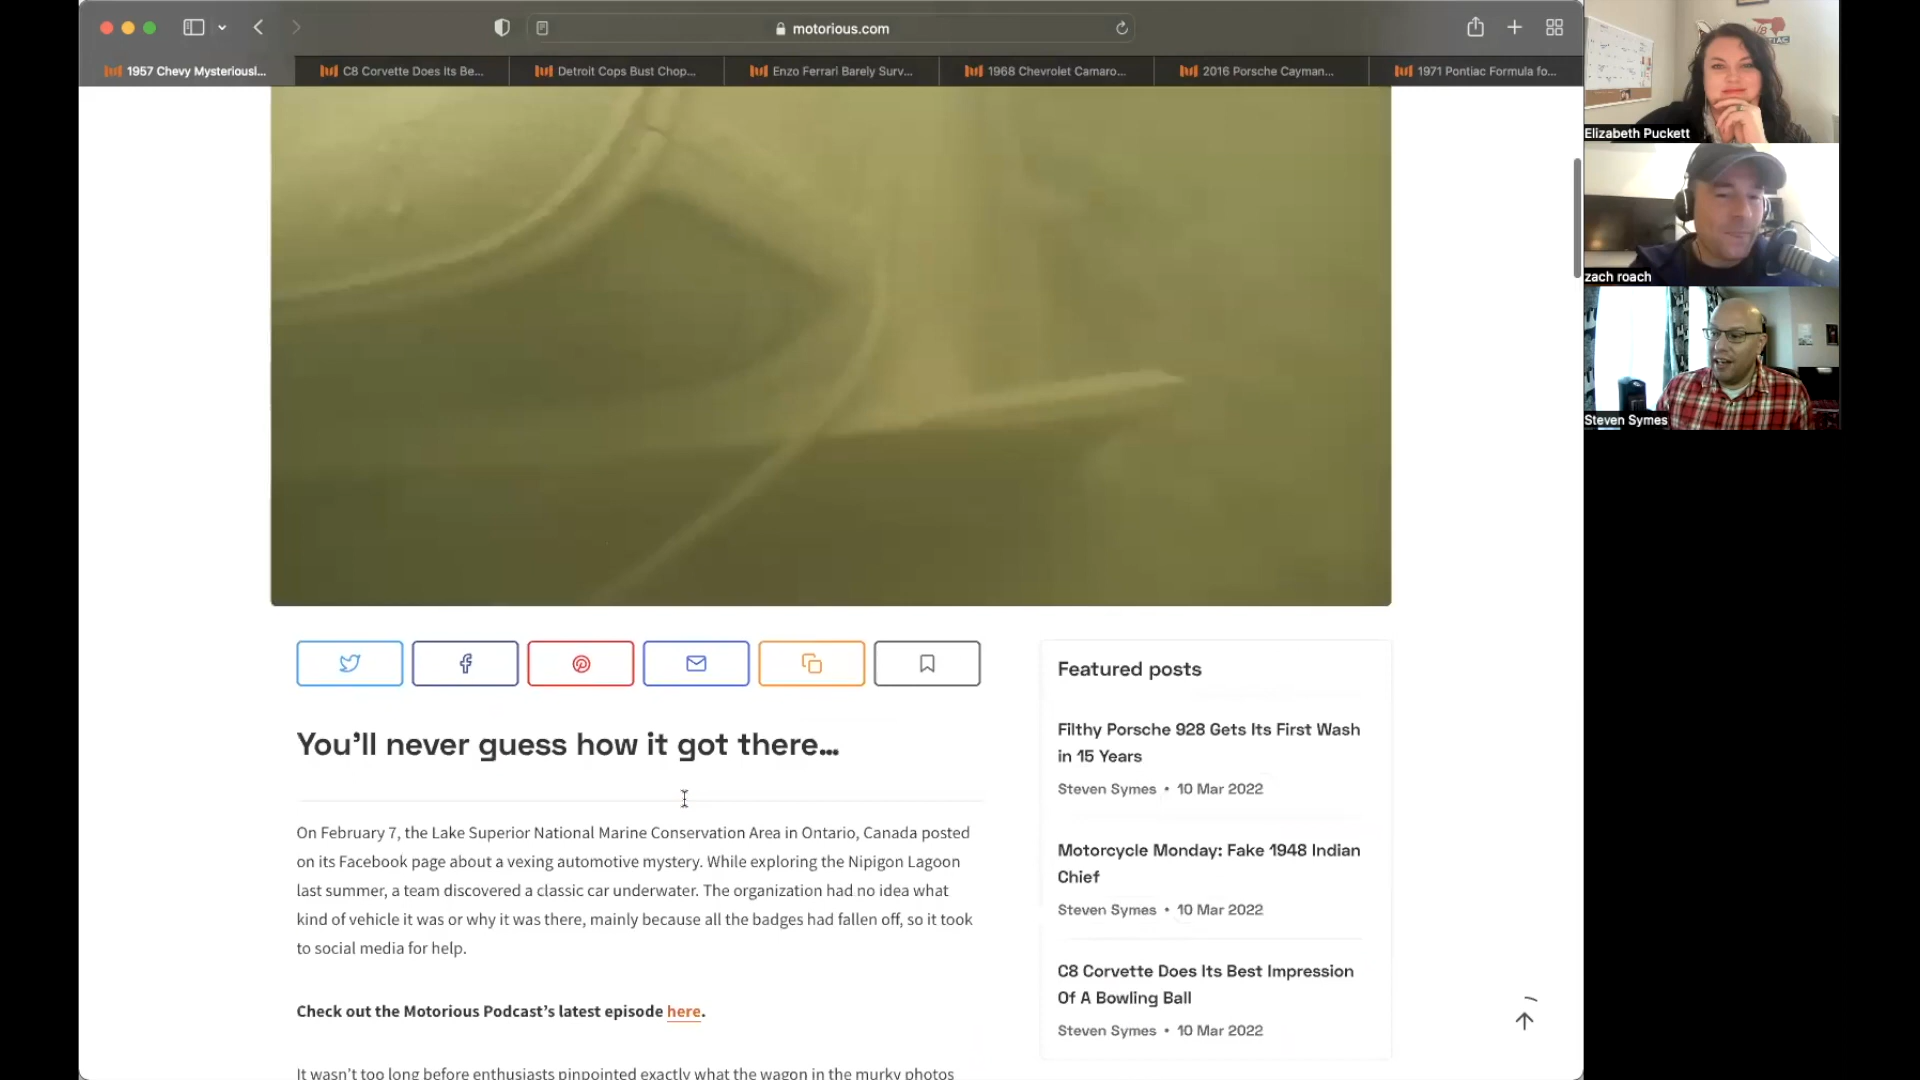 motorious.com
1957 Chevy Mysteriousl...
C8 Corvette Does Its Be...
Detroit Cops Bust Chop...
Enzo Ferrari Barely Surv...
1968 Chevrolet Camaro...
2016 Porsche Cayman...
1971 Pontiac Formula fo...
Elizabeth Puckett
zach roach
Steven Symes
You'll never guess how it got there...
On February 7, the Lake Superior National Marine Conservation Area in Ontario, Canada posted
on its Facebook page about a vexing automotive mystery. While exploring the Nipigon Lagoon
last summer, a team discovered a classic car underwater. The organization had no idea what
kind of vehicle it was or why it was there, mainly because all the badges had fallen off, so it took
to social media for help.
Check out the Motorious Podcast's latest episode here.
It wasn't too long before enthusiasts pinpointed exactly what the wagon in the murky photos
Featured posts
Filthy Porsche 928 Gets Its First Wash
in 15 Years
Steven Symes • 10 Mar 2022
Motorcycle Monday: Fake 1948 Indian
Chief
Steven Symes • 10 Mar 2022
C8 Corvette Does Its Best Impression
Of A Bowling Ball
Steven Symes • 10 Mar 2022